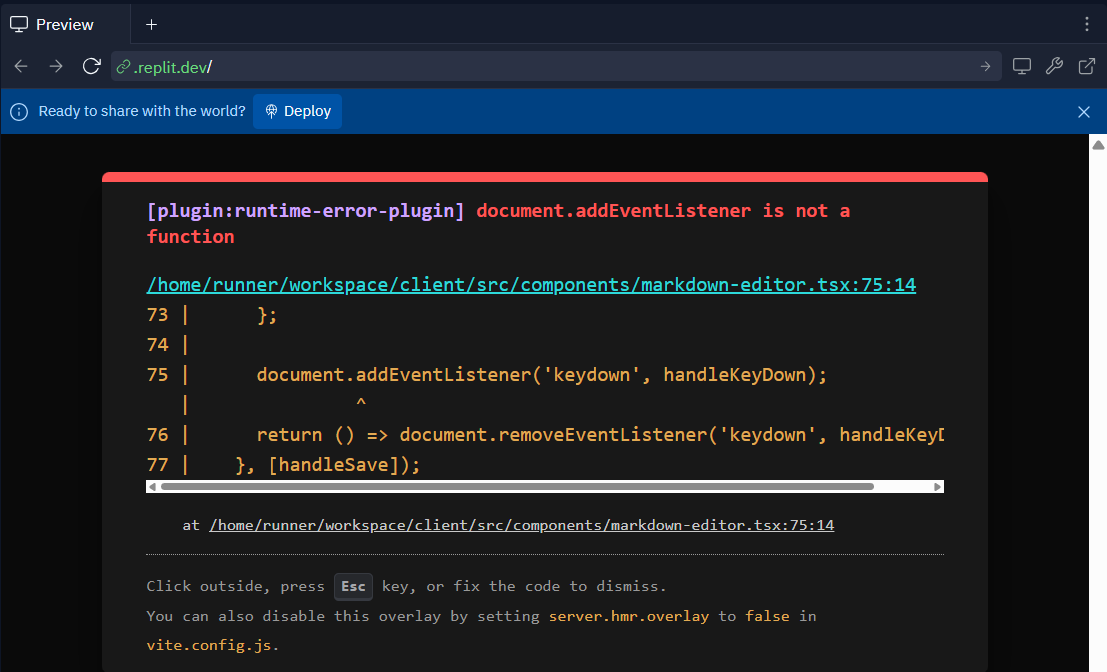 Preview
.replit.dev/
Ready to share with the world? Deploy
[plugin:runtime-error-plugin] document.addEventListener is not a
function
/home/runner/workspace/client/src/components/markdown-editor.tsx:75:14
73 |      };
74 |
75 |      document.addEventListener('keydown', handleKeyDown);
   |               ^
76 |      return () => document.removeEventListener('keydown', handleKeyD
77 |    }, [handleSave]);
at /home/runner/workspace/client/src/components/markdown-editor.tsx:75:14
Click outside, press Esc key, or fix the code to dismiss.
You can also disable this overlay by setting server.hmr.overlay to false in
vite.config.js.